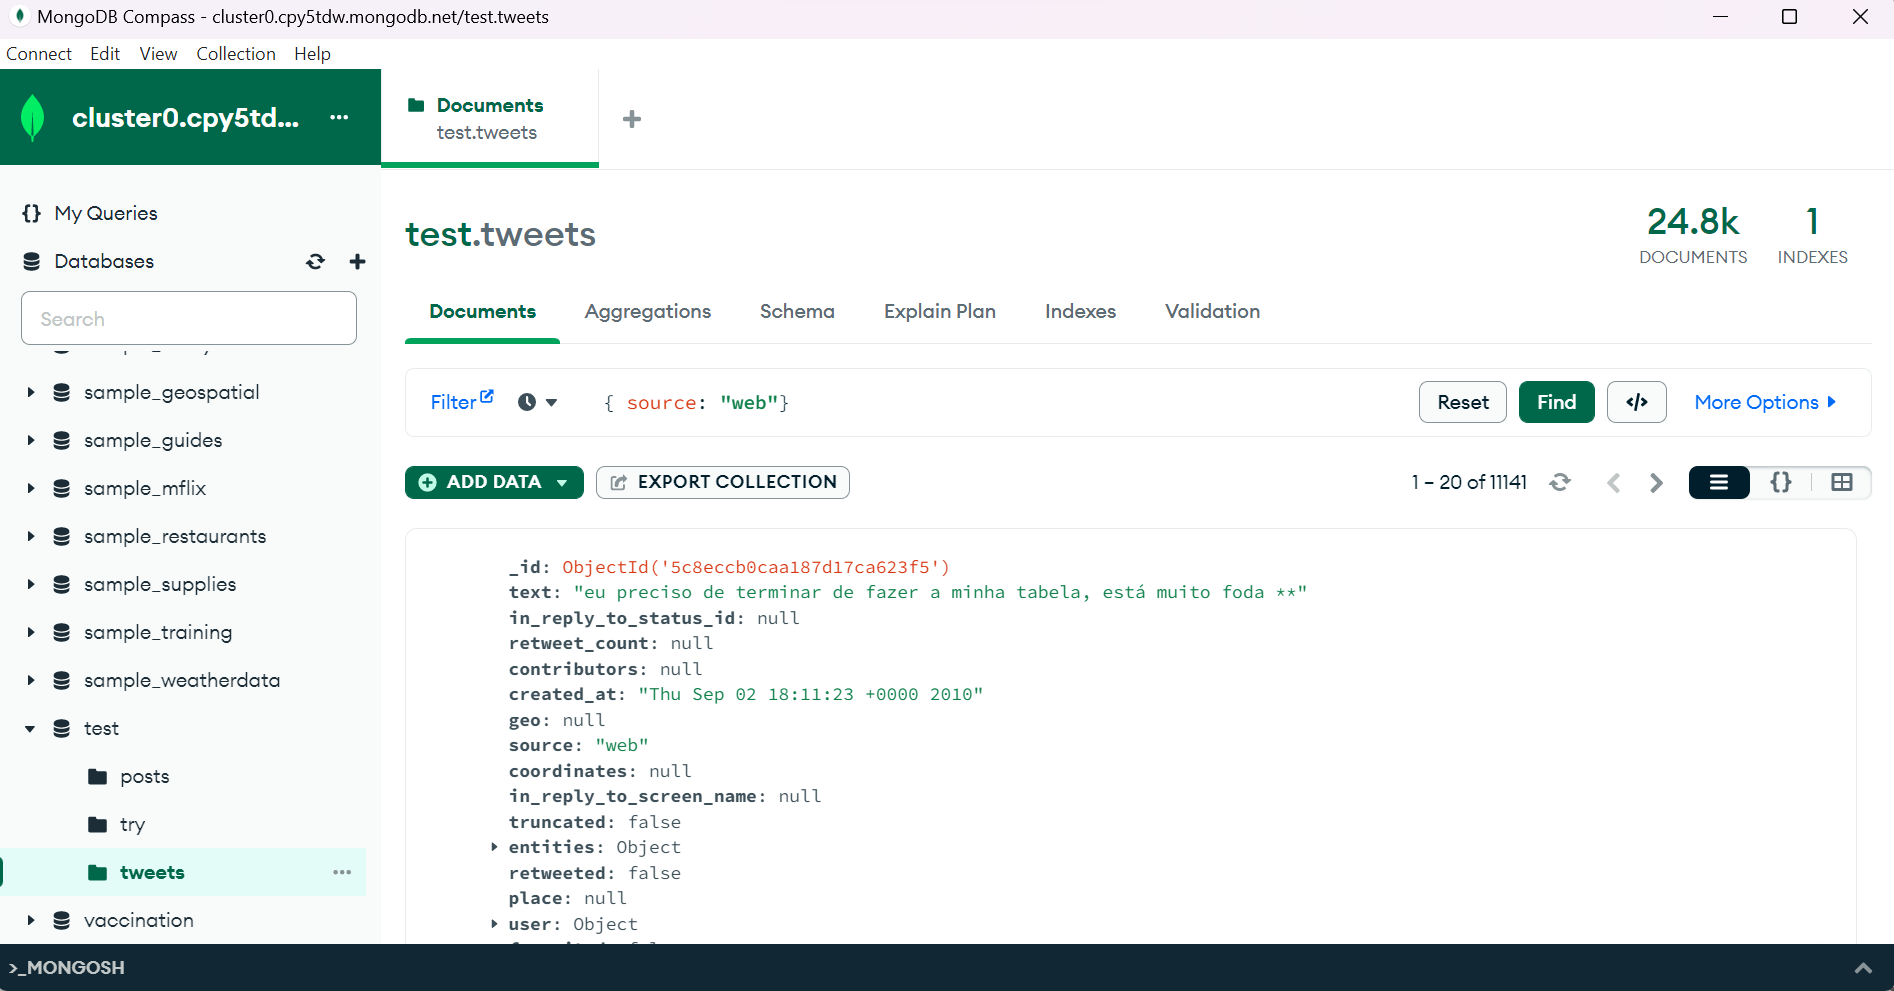 MongoDB Compass - cluster0.cpy5tdw.mongodb.net/test.tweets
Connect Edit View Collection Help
cluster0.cpy5td... ...
Documents
test.tweets
My Queries
Databases
Search
sample_geospatial
sample_guides
sample_mflix
sample_restaurants
sample_supplies
sample_training
sample_weatherdata
test
posts
try
tweets ...
vaccination
test.tweets
24.8k
DOCUMENTS
1
INDEXES
Documents Aggregations Schema Explain Plan Indexes Validation
Filter { source: "web"} Reset Find </> More Options
ADD DATA EXPORT COLLECTION 1 – 20 of 11141 {}
_id: ObjectId('5c8eccb0caa187d17ca623f5')
text: "eu preciso de terminar de fazer a minha tabela, está muito foda **"
in_reply_to_status_id: null
retweet_count: null
contributors: null
created_at: "Thu Sep 02 18:11:23 +0000 2010"
geo: null
source: "web"
coordinates: null
in_reply_to_screen_name: null
truncated: false
entities: Object
retweeted: false
place: null
user: Object
>_MONGOSH